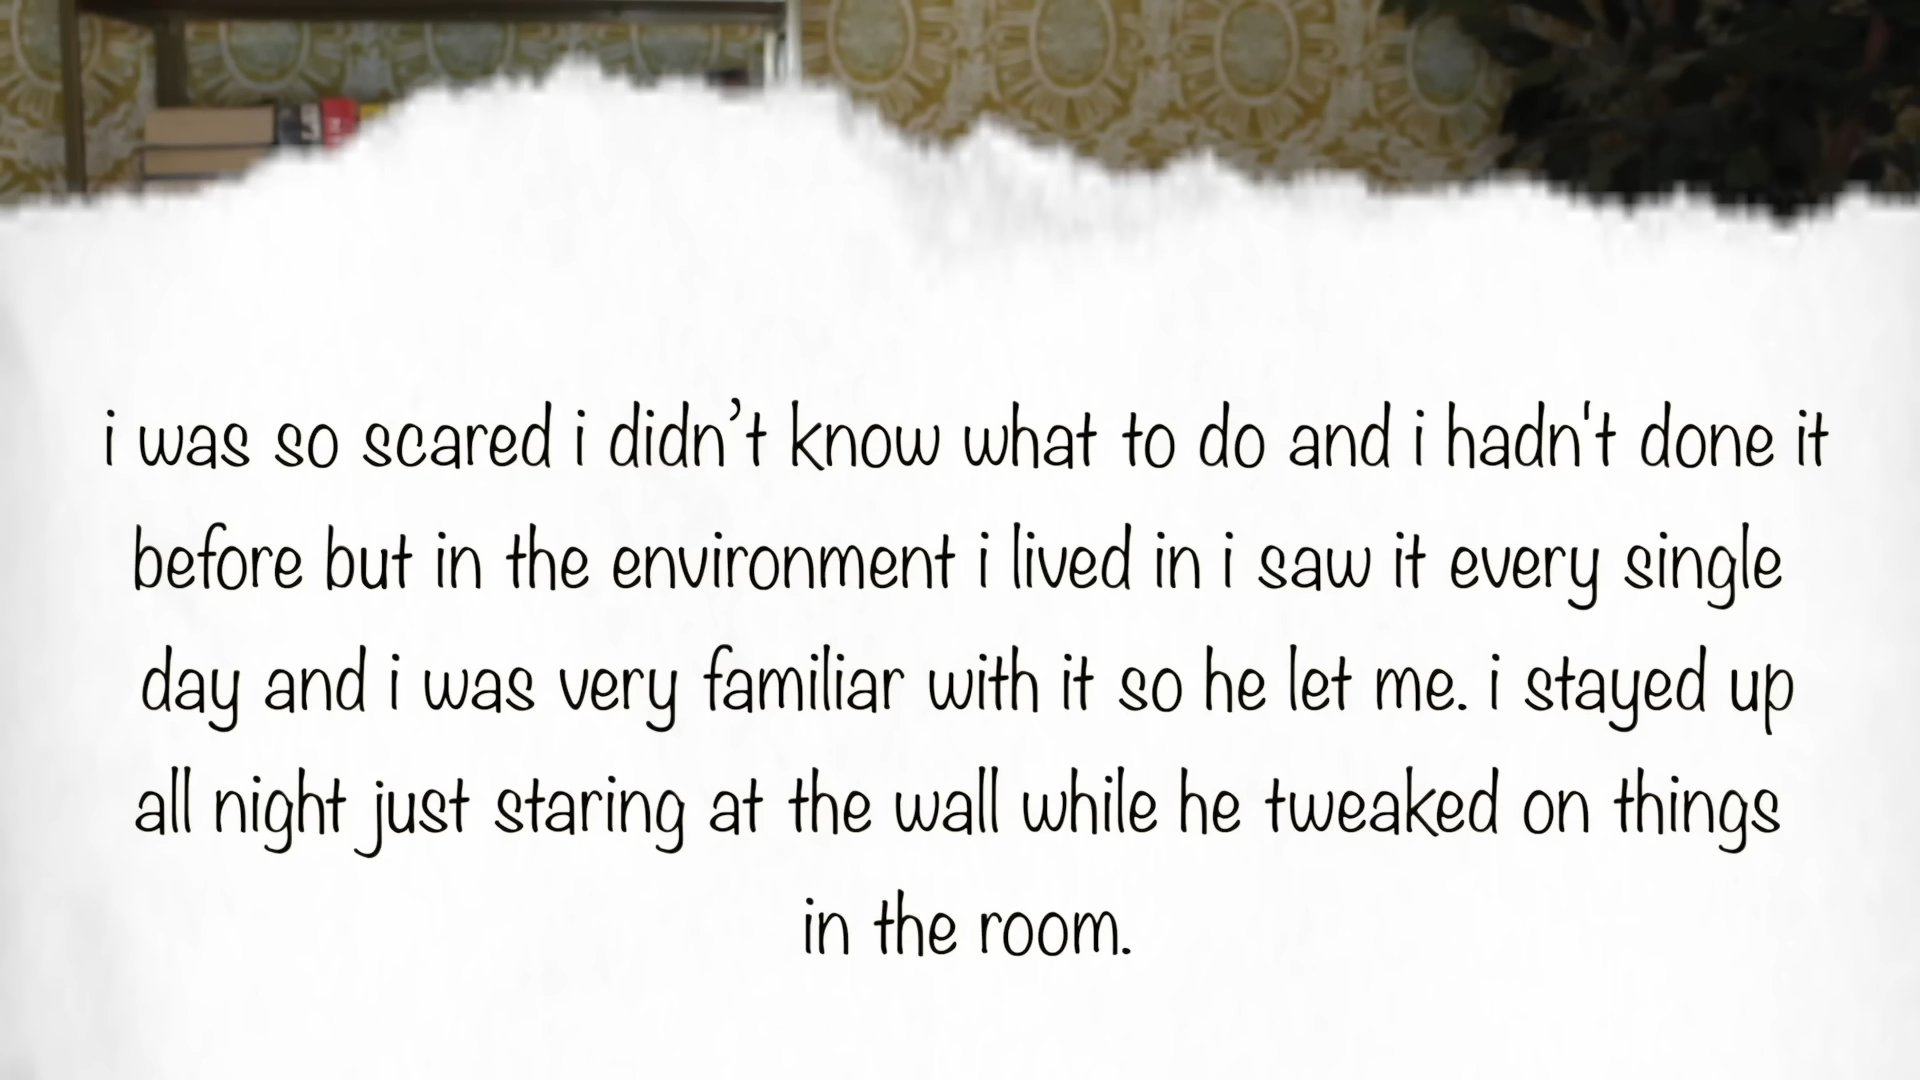 i was so scared i didn’t know what to do and i hadn't done it
before but in the environment i lived in i saw it every single
day and i was very familiar with it so he let me. i stayed up
all night just staring at the wall while he tweaked on things
in the room.